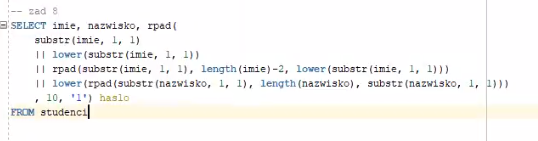 -- zad 8
SELECT imie, nazwisko, rpad(
substr(imie, 1, 1)
|| lower(substr(imie, 1, 1))
|| rpad(substr(imie, 1, 1), length(imie)-2, lower(substr(imie, 1, 1)))
|| lower(rpad(substr(nazwisko, 1, 1), length(nazwisko), substr(nazwisko, 1, 1)))
, 10, '1') haslo
FROM studenci